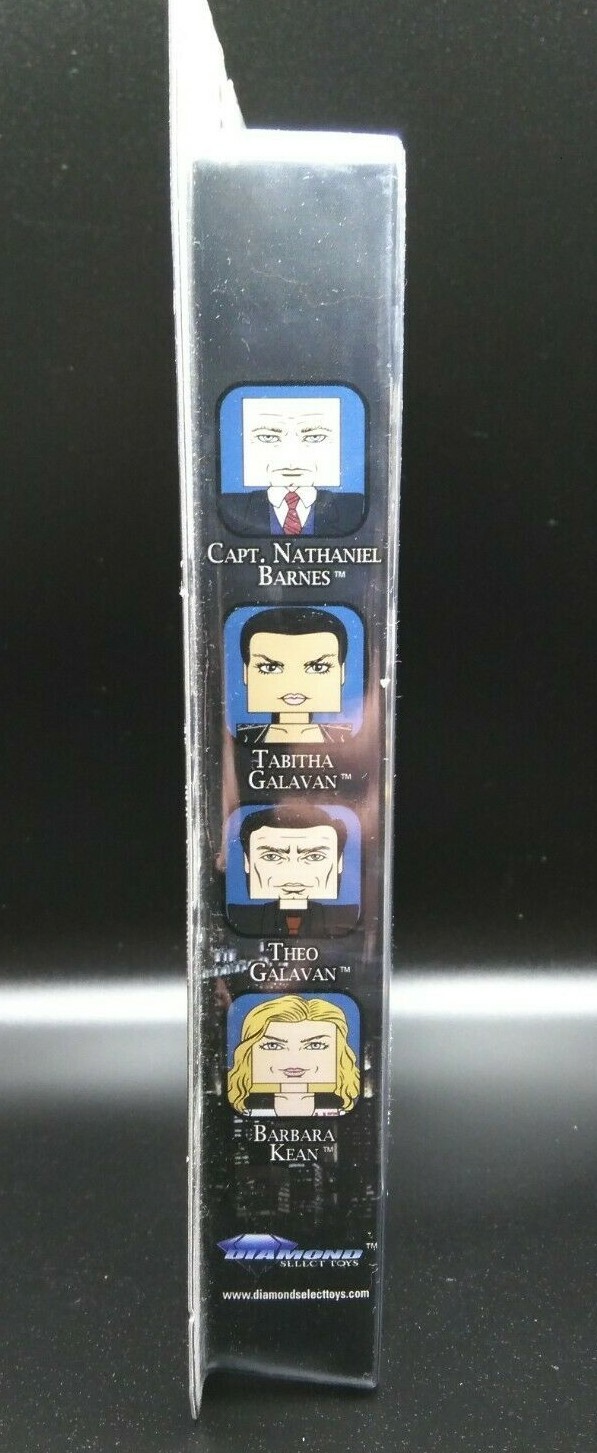 CAPT. NATHANIEL
BARNES™
TABITHA
GALAVAN™
THEO
GALAVAN™
BARBARA
KEAN™
DIAMOND™
SELECT TOYS
www.diamondselecttoys.com